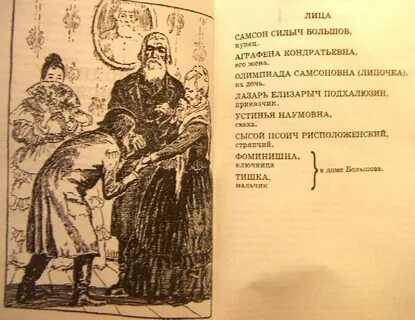 ЛИЦА
САМСОН СИЛЫЧ БОЛЬШОВ,
купец.
АГРАФЕНА КОНДРАТЬЕВНА,
его жена.
ОЛИМПИАДА САМСОНОВНА (ЛИПОЧКА),
их дочь.
ЛАЗАРЬ ЕЛИЗАРЫЧ ПОДХАЛЮЗИН,
приказчик.
УСТИНЬЯ НАУМОВНА,
сваха.
СЫСОЙ ПСОИЧ РИСПОЛОЖЕНСКИЙ,
стряпчий.
ФОМИНИШНА,
ключница
ТИШКА,
мальчик
в доме Большова.